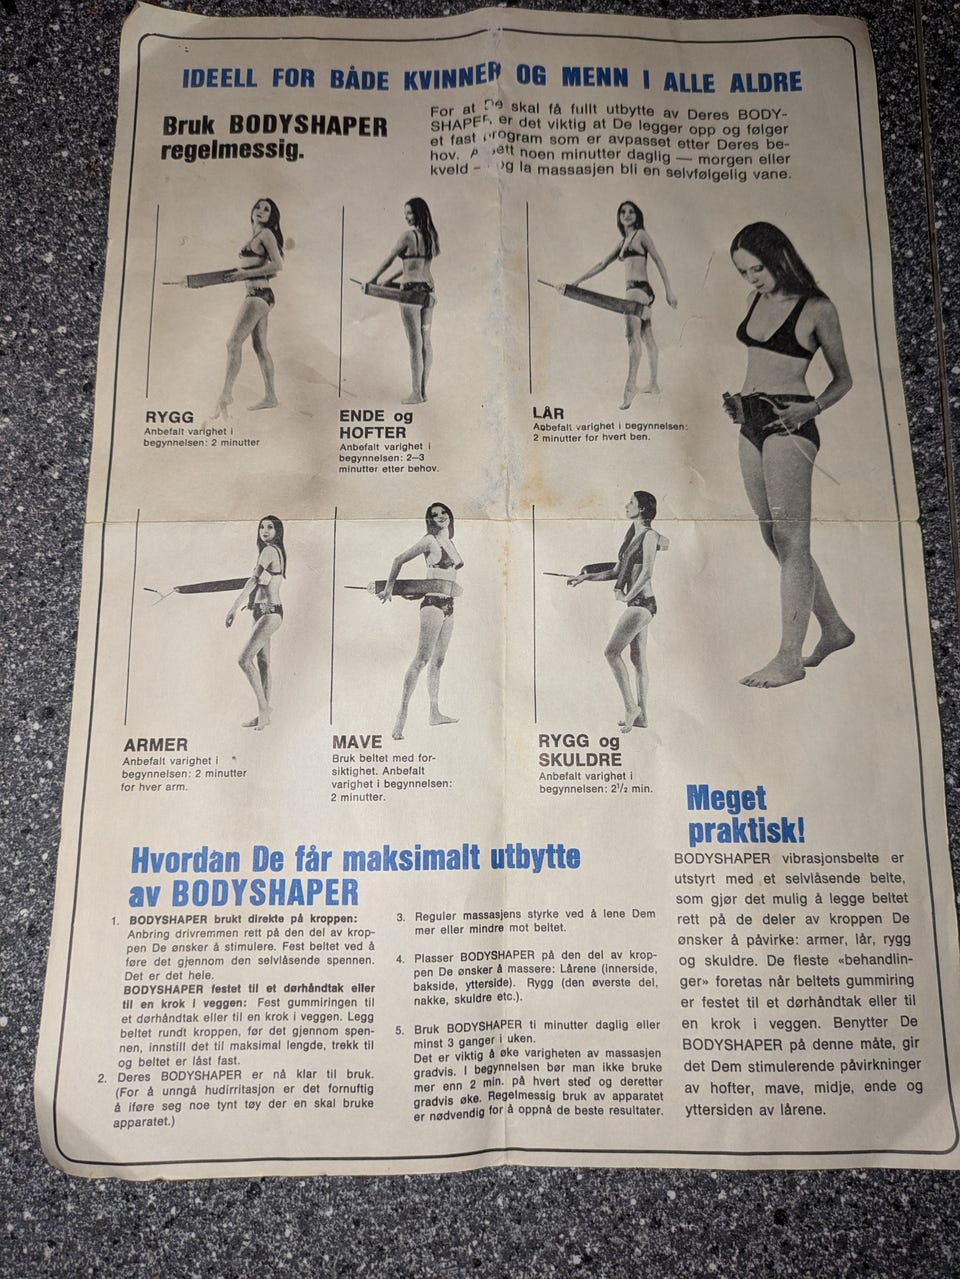 IDEELL FOR BÅDE KVINNER OG MENN I ALLE ALDRE
Bruk BODYSHAPER
regelmessig.
For at De skal få fullt utbytte av Deres BODY-
SHAPER, er det viktig at De legger opp og følger
et fast program som er avpasset etter Deres be-
hov. Avsett noen minutter daglig — morgen eller
kveld – og la massasjen bli en selvfølgelig vane.
RYGG
Anbefalt varighet i
begynnelsen: 2 minutter
ENDE og
HOFTER
Anbefalt varighet i
begynnelsen: 2—3
minutter etter behov.
LÅR
Anbefalt varighet i begynnelsen:
2 minutter for hvert ben.
ARMER
Anbefalt varighet i
begynnelsen: 2 minutter
for hver arm.
MAVE
Bruk beltet med for-
siktighet. Anbefalt
varighet i begynnelsen:
2 minutter.
RYGG og
SKULDRE
Anbefalt varighet i
begynnelsen: 2½ min.
Hvordan De får maksimalt utbytte
av BODYSHAPER
1. BODYSHAPER brukt direkte på kroppen:
Anbring drivremmen rett på den del av krop-
pen De ønsker å stimulere. Fest beltet ved å
føre det gjennom den selvlåsende spennen.
Det er det hele.
BODYSHAPER festet til et dørhåndtak eller
til en krok i veggen: Fest gummiringen til
et dørhåndtak eller til en krok i veggen. Legg
beltet rundt kroppen, før det gjennom spen-
nen, innstill det til maksimal lengde, trekk til
og beltet er låst fast.
2. Deres BODYSHAPER er nå klar til bruk.
(For å unngå hudirritasjon er det fornuftig
å iføre seg noe tynt tøy der en skal bruke
apparatet.)
3. Reguler massasjens styrke ved å lene Dem
mer eller mindre mot beltet.
4. Plasser BODYSHAPER på den del av krop-
pen De ønsker å massere: Lårene (innerside,
bakside, ytterside). Rygg (den øverste del,
nakke, skuldre etc.).
5. Bruk BODYSHAPER ti minutter daglig eller
minst 3 ganger i uken.
Det er viktig å øke varigheten av massasjen
gradvis. I begynnelsen bør man ikke bruke
mer enn 2 min. på hvert sted og deretter
gradvis øke. Regelmessig bruk av apparatet
er nødvendig for å oppnå de beste resultater.
Meget
praktisk!
BODYSHAPER vibrasjonsbelte er
utstyrt med et selvlåsende belte,
som gjør det mulig å legge beltet
rett på de deler av kroppen De
ønsker å påvirke: armer, lår, rygg
og skuldre. De fleste «behandlin-
ger» foretas når beltets gummiring
er festet til et dørhåndtak eller til
en krok i veggen. Benytter De
BODYSHAPER på denne måte, gir
det Dem stimulerende påvirkninger
av hofter, mave, midje, ende og
yttersiden av lårene.